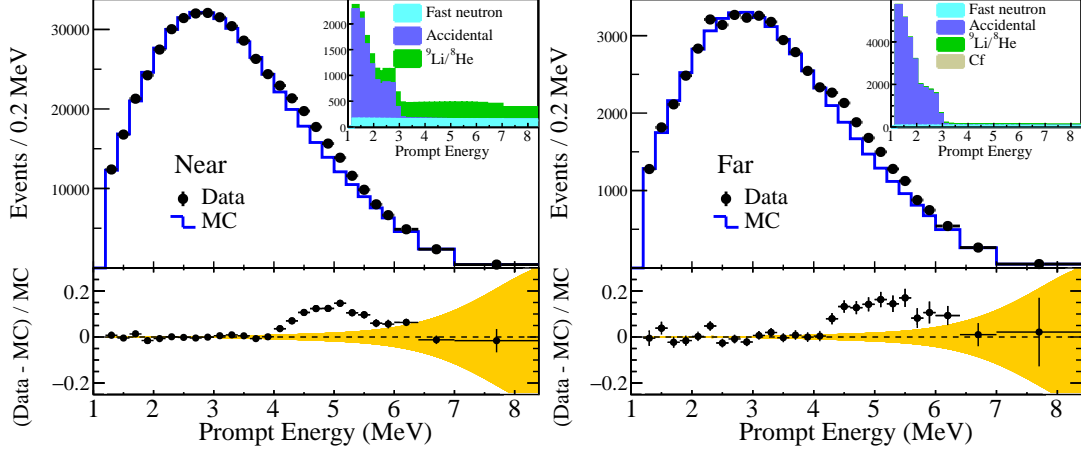 Events / 0.2 MeV
30000
20000
10000
Near
Data
MC
2000
1500
1000
500
0
1 2 3 4 5 6 7 8
Prompt Energy
Fast neutron
Accidental
⁹Li/⁸He
(Data - MC) / MC
0.2
0
−0.2
1 2 3 4 5 6 7 8
Prompt Energy (MeV)
Events / 0.2 MeV
3000
2000
1000
Far
Data
MC
4000
2000
0
1 2 3 4 5 6 7 8
Prompt Energy
Fast neutron
Accidental
⁹Li/⁸He
Cf
(Data - MC) / MC
0.2
0
−0.2
1 2 3 4 5 6 7 8
Prompt Energy (MeV)